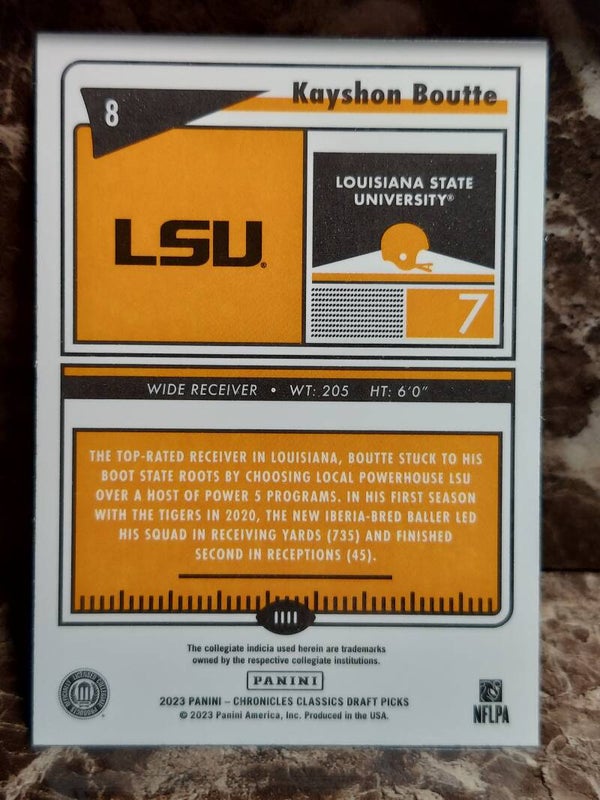 8
Kayshon Boutte
LSU
LOUISIANA STATE
UNIVERSITY®
7
WIDE RECEIVER • WT: 205 HT: 6'0"
THE TOP-RATED RECEIVER IN LOUISIANA, BOUTTE STUCK TO HIS
BOOT STATE ROOTS BY CHOOSING LOCAL POWERHOUSE LSU
OVER A HOST OF POWER 5 PROGRAMS. IN HIS FIRST SEASON
WITH THE TIGERS IN 2020, THE NEW IBERIA-BRED BALLER LED
HIS SQUAD IN RECEIVING YARDS (735) AND FINISHED
SECOND IN RECEPTIONS (45).
The collegiate indicia used herein are trademarks
owned by the respective collegiate institutions.
PANINI
2023 PANINI – CHRONICLES CLASSICS DRAFT PICKS
© 2023 Panini America, Inc. Produced in the USA.
NFLPA